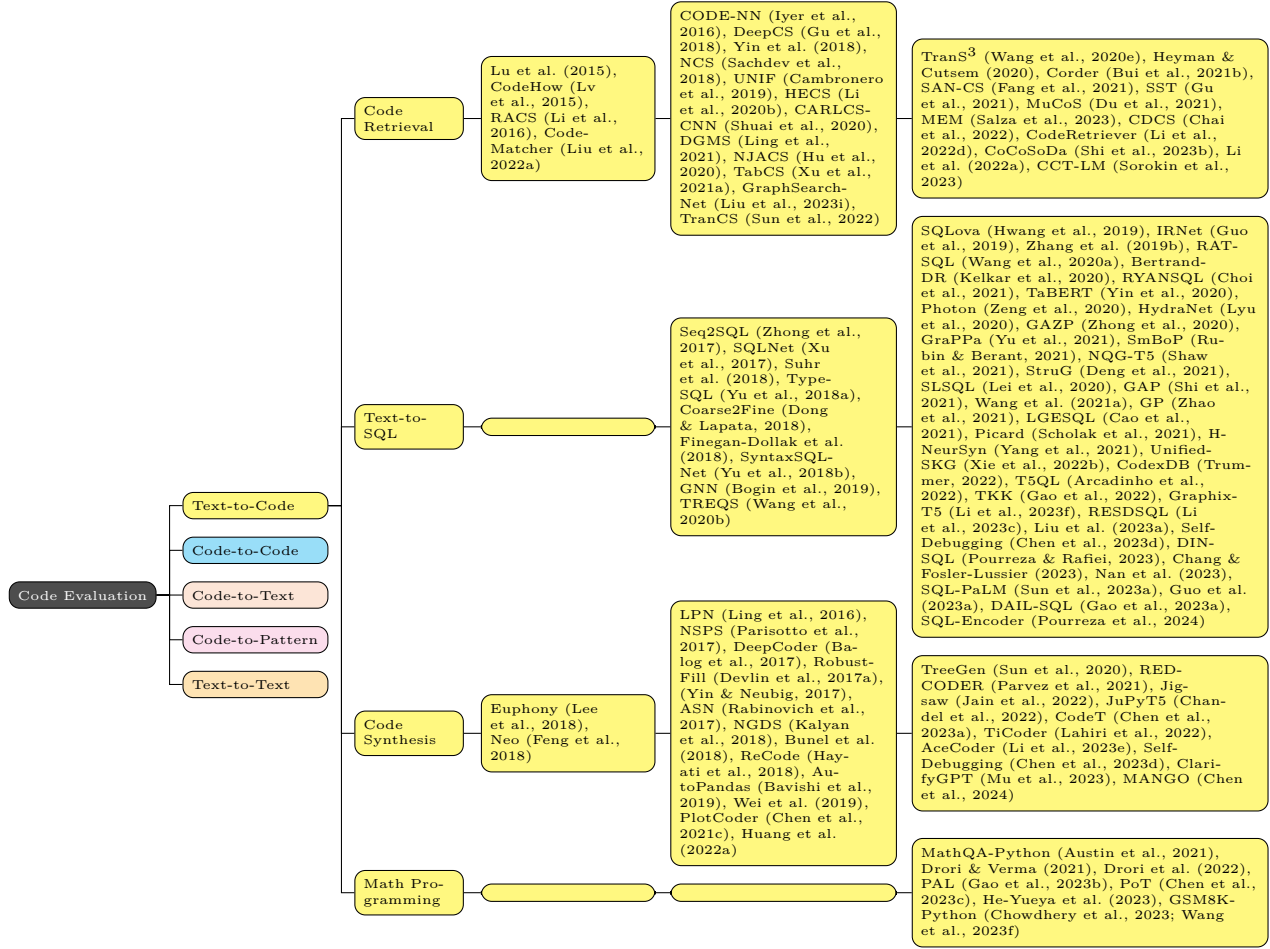 Code Evaluation
Text-to-Code
Code-to-Code
Code-to-Text
Code-to-Pattern
Text-to-Text
Code
Retrieval
Lu et al. (2015),
CodeHow (Lv
et al., 2015),
RACS (Li et al.,
2016), Code-
Matcher (Liu et al.,
2022a)
CODE-NN (Iyer et al.,
2016), DeepCS (Gu et al.,
2018), Yin et al. (2018),
NCS (Sachdev et al.,
2018), UNIF (Cambronero
et al., 2019), HECS (Li
et al., 2020b), CARLCS-
CNN (Shuai et al., 2020),
DGMS (Ling et al.,
2021), NJACS (Hu et al.,
2020), TabCS (Xu et al.,
2021a), GraphSearch-
Net (Liu et al., 2023i),
TranCS (Sun et al., 2022)
TranS3 (Wang et al., 2020e), Heyman &
Cutsem (2020), Corder (Bui et al., 2021b),
SAN-CS (Fang et al., 2021), SST (Gu
et al., 2021), MuCoS (Du et al., 2021),
MEM (Salza et al., 2023), CDCS (Chai
et al., 2022), CodeRetriever (Li et al.,
2022d), CoCoSoDa (Shi et al., 2023b), Li
et al. (2022a), CCT-LM (Sorokin et al.,
2023)
Text-to-
SQL
Seq2SQL (Zhong et al.,
2017), SQLNet (Xu
et al., 2017), Suhr
et al. (2018), Type-
SQL (Yu et al., 2018a),
Coarse2Fine (Dong
& Lapata, 2018),
Finegan-Dollak et al.
(2018), SyntaxSQL-
Net (Yu et al., 2018b),
GNN (Bogin et al., 2019),
TREQS (Wang et al.,
2020b)
SQLova (Hwang et al., 2019), IRNet (Guo
et al., 2019), Zhang et al. (2019b), RAT-
SQL (Wang et al., 2020a), Bertrand-
DR (Kelkar et al., 2020), RYANSQL (Choi
et al., 2021), TaBERT (Yin et al., 2020),
Photon (Zeng et al., 2020), HydraNet (Lyu
et al., 2020), GAZP (Zhong et al., 2020),
GraPPa (Yu et al., 2021), SmBoP (Ru-
bin & Berant, 2021), NQG-T5 (Shaw
et al., 2021), StruG (Deng et al., 2021),
SLSQL (Lei et al., 2020), GAP (Shi et al.,
2021), Wang et al. (2021a), GP (Zhao
et al., 2021), LGESQL (Cao et al.,
2021), Picard (Scholak et al., 2021), H-
NeurSyn (Yang et al., 2021), Unified-
SKG (Xie et al., 2022b), CodexDB (Trum-
mer, 2022), T5QL (Arcadinho et al.,
2022), TKK (Gao et al., 2022), Graphix-
T5 (Li et al., 2023f), RESDSQL (Li
et al., 2023c), Liu et al. (2023a), Self-
Debugging (Chen et al., 2023d), DIN-
SQL (Pourreza & Rafiei, 2023), Chang &
Fosler-Lussier (2023), Nan et al. (2023),
SQL-PaLM (Sun et al., 2023a), Guo et al.
(2023a), DAIL-SQL (Gao et al., 2023a),
SQL-Encoder (Pourreza et al., 2024)
Code
Synthesis
Euphony (Lee
et al., 2018),
Neo (Feng et al.,
2018)
LPN (Ling et al., 2016),
NSPS (Parisotto et al.,
2017), DeepCoder (Ba-
log et al., 2017), Robust-
Fill (Devlin et al., 2017a),
(Yin & Neubig, 2017),
ASN (Rabinovich et al.,
2017), NGDS (Kalyan
et al., 2018), Bunel et al.
(2018), ReCode (Hay-
ati et al., 2018), Au-
toPandas (Bavishi et al.,
2019), Wei et al. (2019),
PlotCoder (Chen et al.,
2021c), Huang et al.
(2022a)
TreeGen (Sun et al., 2020), RED-
CODER (Parvez et al., 2021), Jig-
saw (Jain et al., 2022), JuPyT5 (Chan-
del et al., 2022), CodeT (Chen et al.,
2023a), TiCoder (Lahiri et al., 2022),
AceCoder (Li et al., 2023e), Self-
Debugging (Chen et al., 2023d), Clari-
fyGPT (Mu et al., 2023), MANGO (Chen
et al., 2024)
Math Pro-
gramming
MathQA-Python (Austin et al., 2021),
Drori & Verma (2021), Drori et al. (2022),
PAL (Gao et al., 2023b), PoT (Chen et al.,
2023c), He-Yueya et al. (2023), GSM8K-
Python (Chowdhery et al., 2023; Wang
et al., 2023f)